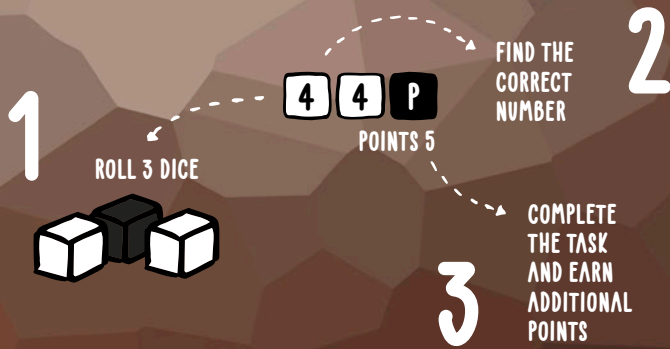 1
ROLL 3 DICE
4 4 P
POINTS 5
2
FIND THE
CORRECT
NUMBER
3
COMPLETE
THE TASK
AND EARN
ADDITIONAL
POINTS